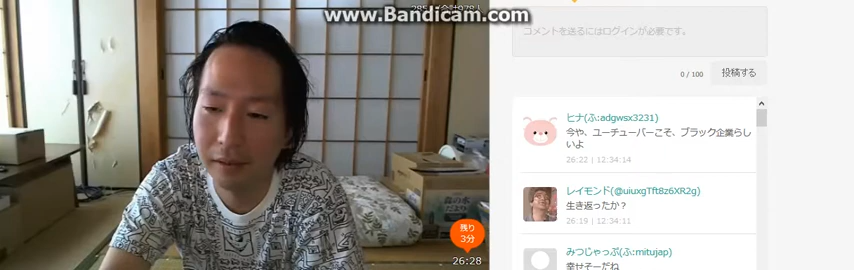 www.Bandicam.com
コメントを送るにはログインが必要です。
0 / 100
投稿する
ヒナ(ふ:adgwsx3231)
今や、ユーチューバーこそ、ブラック企業らし
いよ
26:22 | 12:34:14
レイモンド(@uiuxgTft8z6XR2g)
生き返ったか？
26:19 | 12:34:11
みつじゃっぷ(ふ:mitujap)
幸せそーだね
残り
3分
26:28